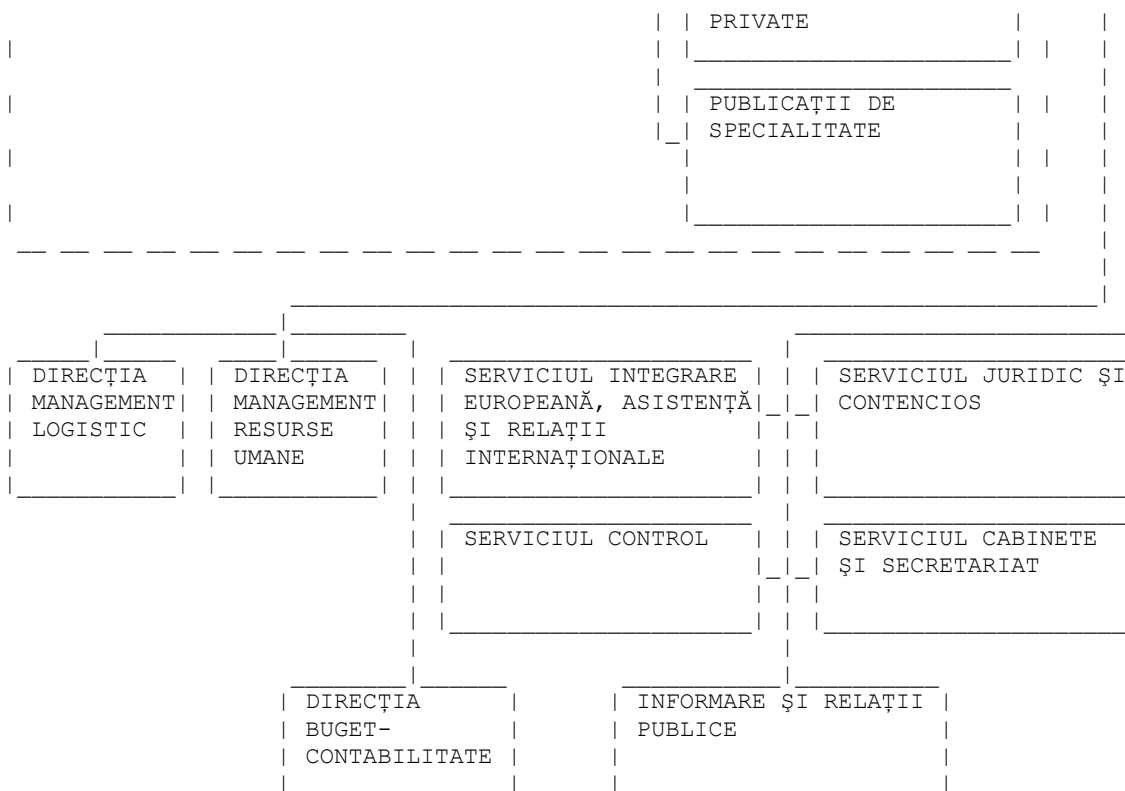 PRIVATE
PUBLICAȚII DE
SPECIALITATE
DIRECȚIA
MANAGEMENT
LOGISTIC
DIRECȚIA
MANAGEMENT
RESURSE
UMANE
SERVICIUL INTEGRARE
EUROPEANĂ, ASISTENȚĂ
ŞI RELAȚII
INTERNAȚIONALE
SERVICIUL JURIDIC ŞI
CONTENCIOS
SERVICIUL CONTROL
SERVICIUL CABINETE
ŞI SECRETARIAT
DIRECȚIA
BUGET-
CONTABILITATE
INFORMARE ŞI RELAȚII
PUBLICE